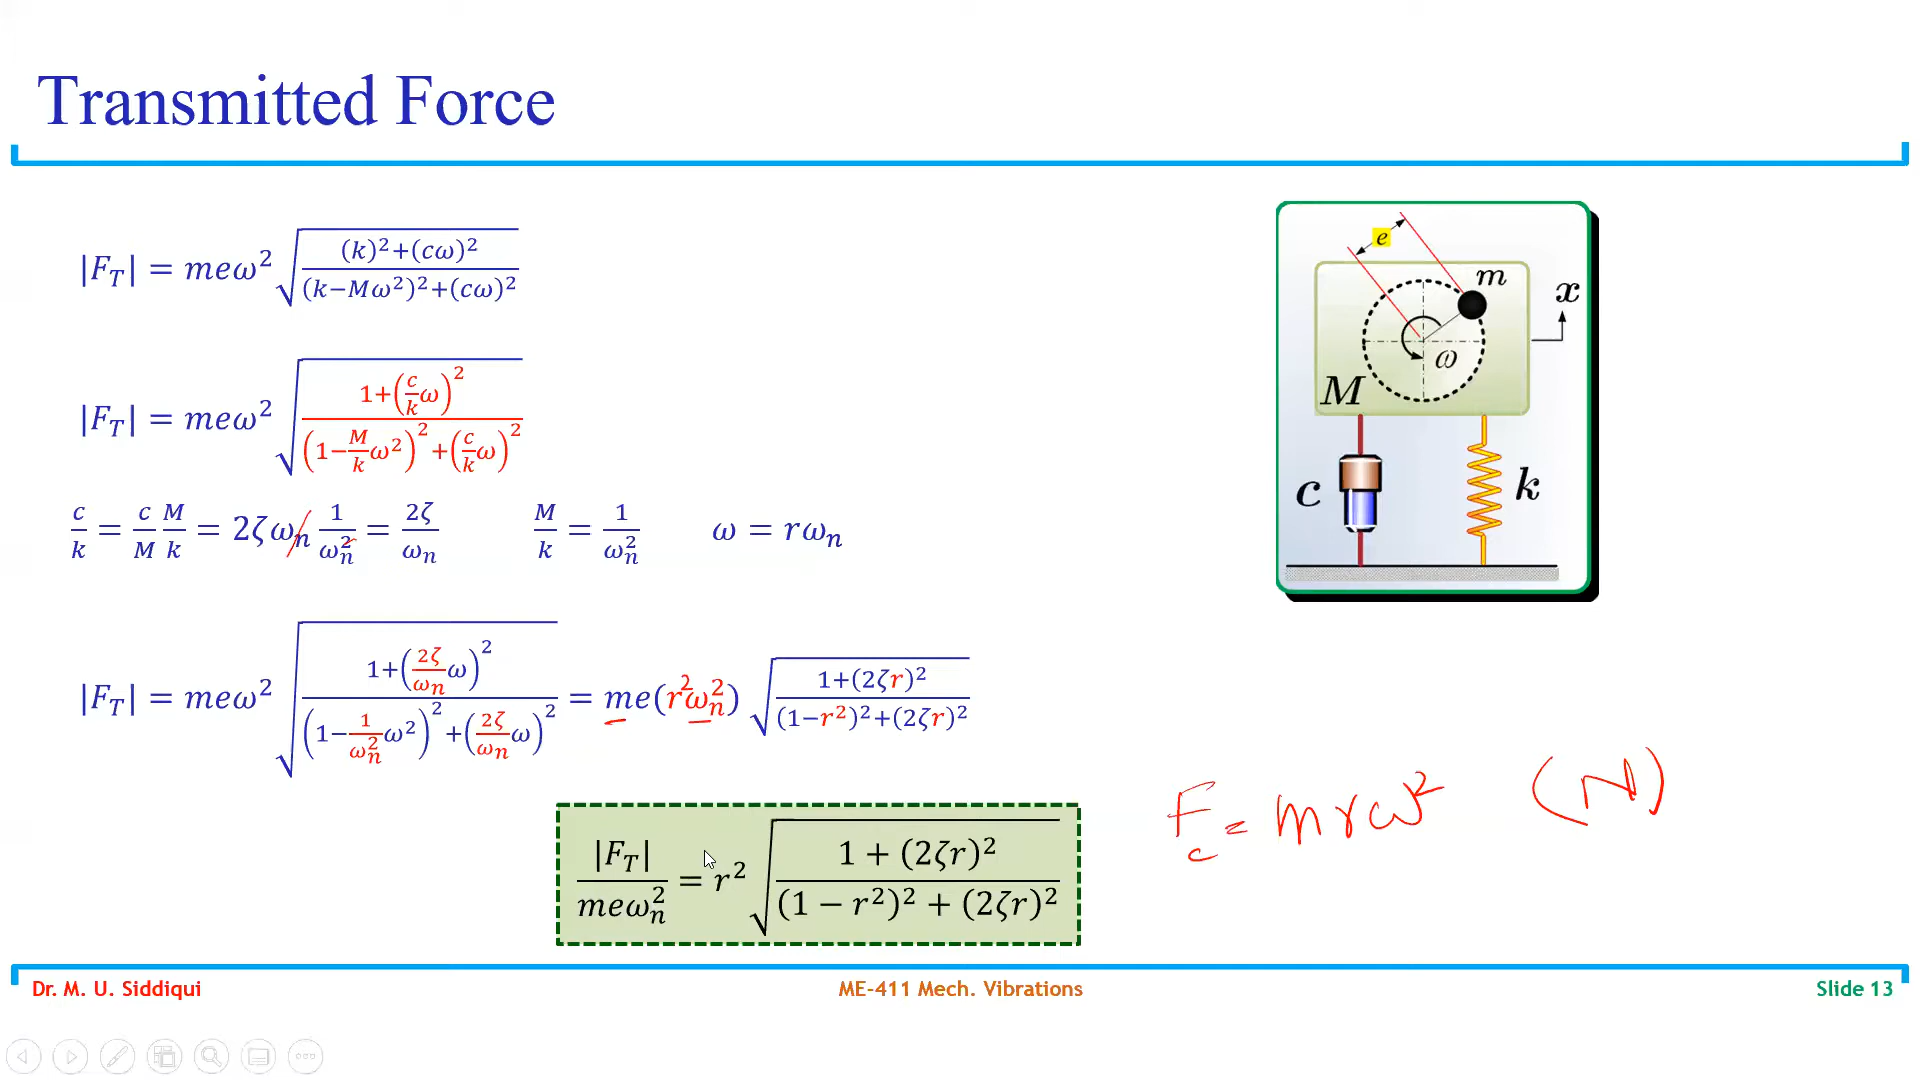 Transmitted Force
|F_T| = meω² √(((k)²+(cω)²)/((k−Mω²)²+(cω)²))
|F_T| = meω² √((1+(c/k ω)²)/((1−M/k ω²)²+(c/k ω)²))
c/k = c/M M/k = 2ζω_n 1/ω_n² = 2ζ/ω_n    M/k = 1/ω_n²    ω = rω_n
|F_T| = meω² √((1+(2ζ/ω_n ω)²)/((1−1/ω_n² ω²)²+(2ζ/ω_n ω)²)) = me(r²ω_n²) √((1+(2ζr)²)/((1−r²)²+(2ζr)²))
|F_T|/meω_n² = r² √((1 + (2ζr)²)/((1 − r²)² + (2ζr)²))
e
m
x
ω
M
c
k
F_c = mrω² (N)
Dr. M. U. Siddiqui
ME-411 Mech. Vibrations
Slide 13